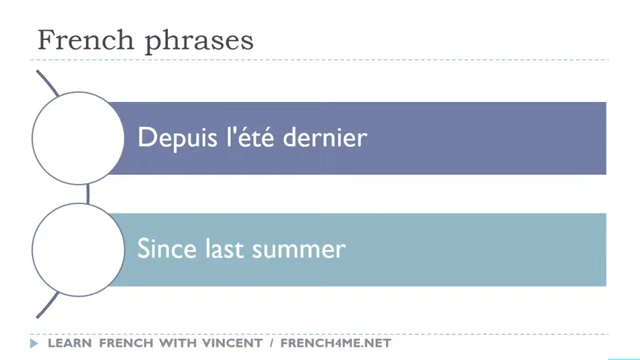 French phrases
Depuis l'été dernier
Since last summer
LEARN FRENCH WITH VINCENT / FRENCH4ME.NET